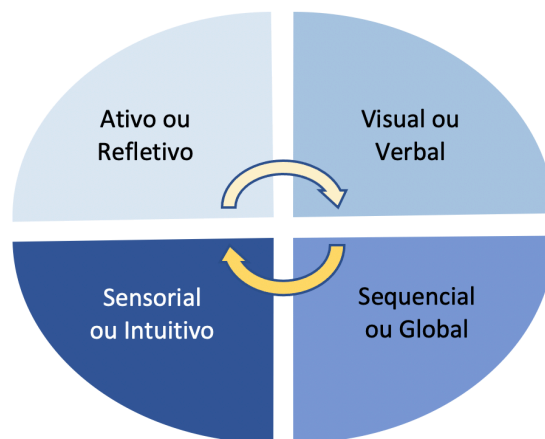 Ativo ou
Refletivo
Visual ou
Verbal
Sensorial
ou Intuitivo
Sequencial
ou Global